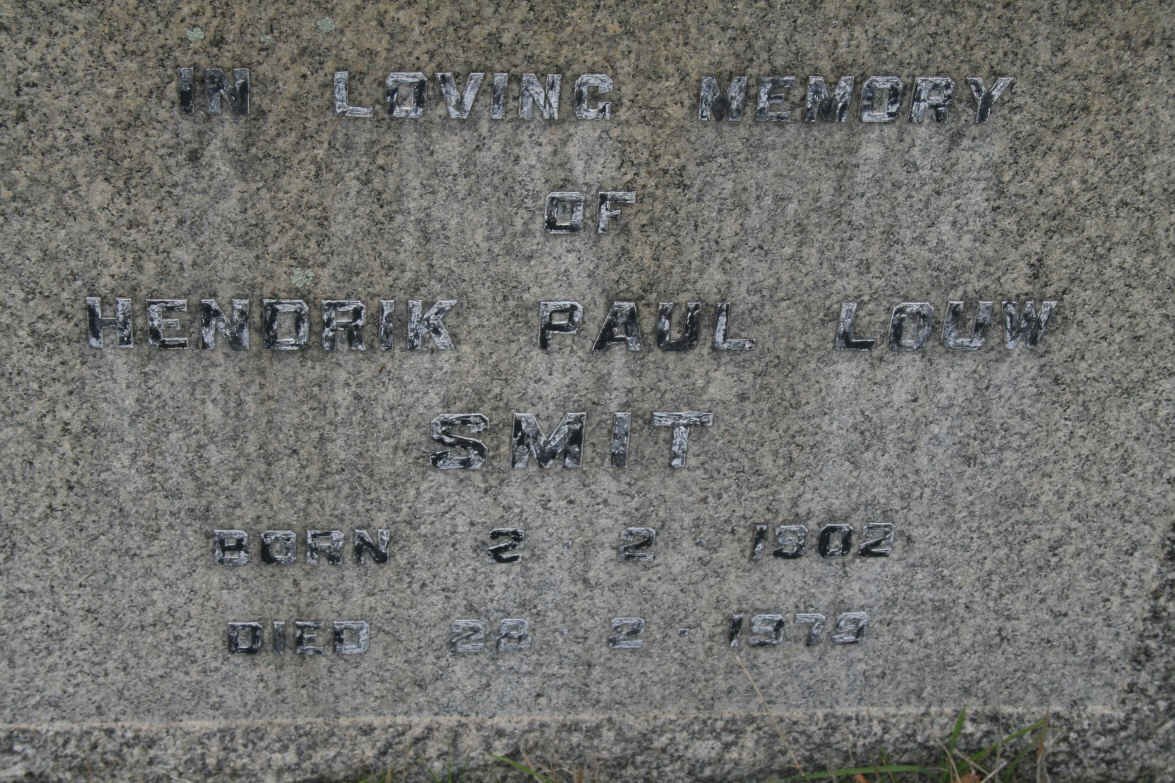 IN LOVING MEMORY
OF
HENDRIK PAUL LOUW
SMIT
BORN 2 · 2 · 1902
DIED 28 · 2 · 1979